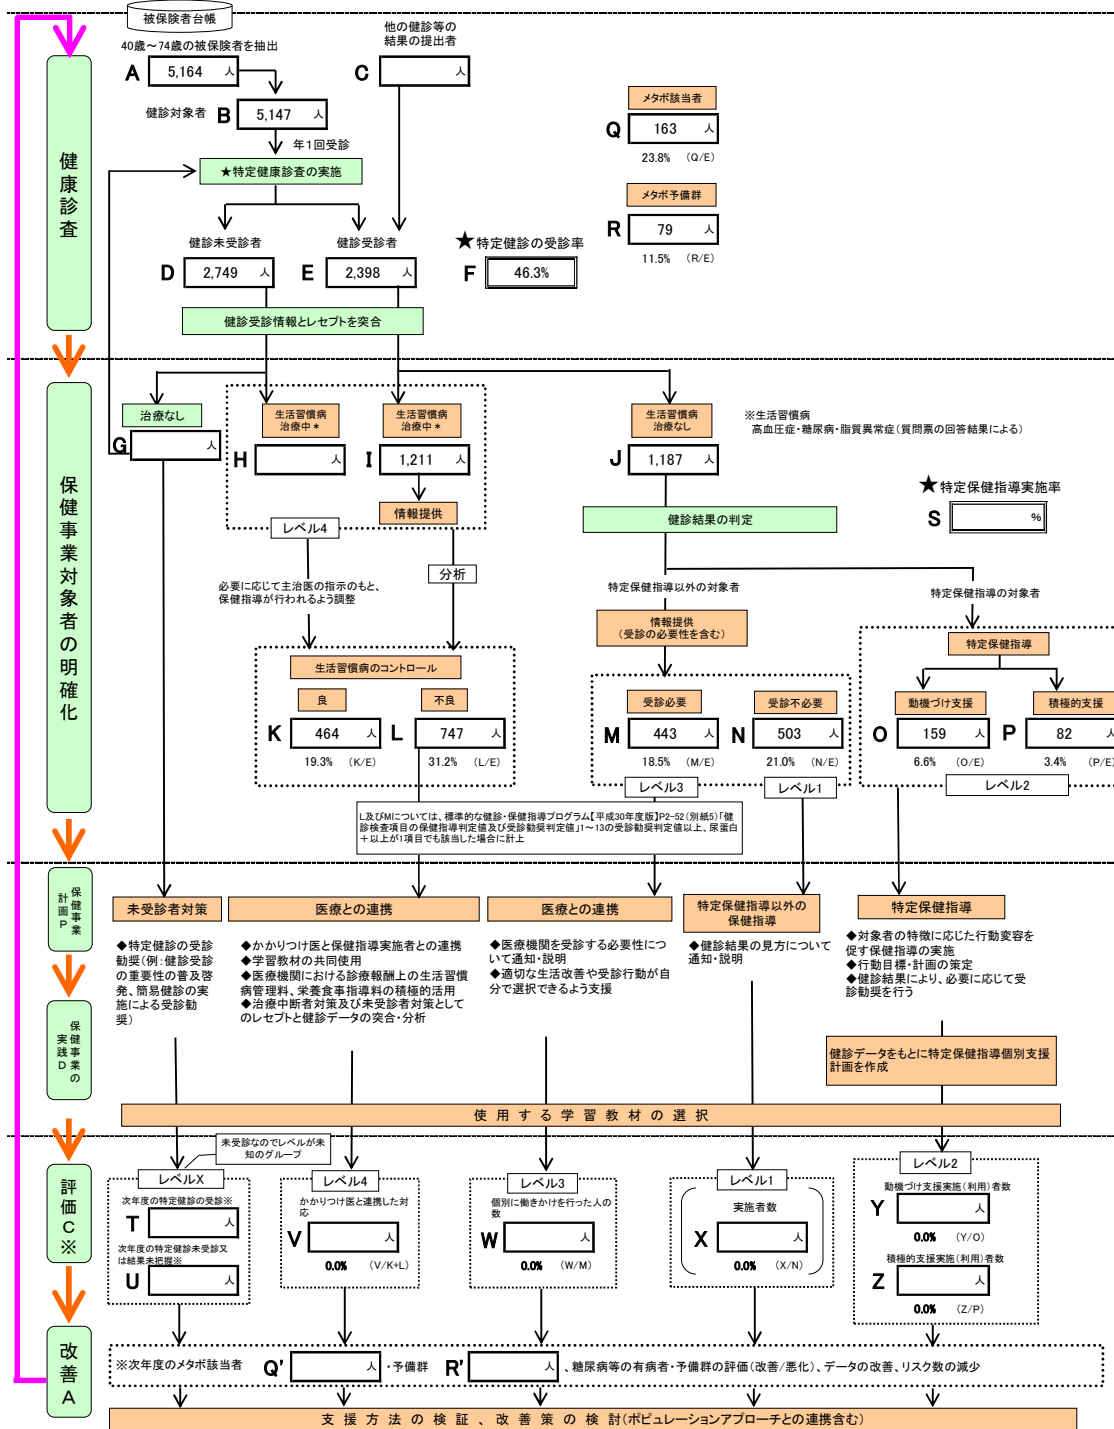 被保険者台帳
40歳～74歳の被保険者を抽出
他の健診等の
結果の提出者
A 5,164 人
C 人
健診対象者 B 5,147 人
年1回受診
★特定健康診査の実施
メタボ該当者
Q 163 人
23.8% (Q/E)
メタボ予備群
R 79 人
11.5% (R/E)
健康診査
健診未受診者
健診受診者
★特定健診の受診率
D 2,749 人
E 2,398 人
F 46.3%
健診受診情報とレセプトを突合
治療なし
G 人
生活習慣病
治療中*
H 人
生活習慣病
治療中*
I 1,211 人
情報提供
レベル4
生活習慣病
治療なし
J 1,187 人
※生活習慣病
高血圧症・糖尿病・脂質異常症(質問票の回答結果による)
★特定保健指導実施率
S %
健診結果の判定
保健事業対象者の明確化
分析
必要に応じて主治医の指示のもと、
保健指導が行われるよう調整
特定保健指導以外の対象者
特定保健指導の対象者
情報提供
(受診の必要性を含む)
特定保健指導
生活習慣病のコントロール
良
不良
受診必要
受診不必要
動機づけ支援
積極的支援
K 464 人
L 747 人
M 443 人
N 503 人
O 159 人
P 82 人
19.3% (K/E)
31.2% (L/E)
18.5% (M/E)
21.0% (N/E)
6.6% (O/E)
3.4% (P/E)
レベル3
レベル1
レベル2
L及びMについては、標準的な健診・保健指導プログラム【平成30年度版】P2-52(別紙5)「健
診検査項目の保健指導判定値及び受診勧奨判定値」1～13の受診勧奨判定値以上、尿蛋白
＋以上が1項目でも該当した場合に計上
保健事業
計画P
未受診者対策
医療との連携
医療との連携
特定保健指導以外の
保健指導
特定保健指導
◆特定健診の受診
勧奨(例:健診受診
の重要性の普及啓
発、簡易健診の実
施による受診勧
奨)
◆かかりつけ医と保健指導実施者との連携
◆学習教材の共同使用
◆医療機関における診療報酬上の生活習慣
病管理料、栄養食事指導料の積極的活用
◆治療中断者対策及び未受診者対策として
のレセプトと健診データの突合・分析
◆医療機関を受診する必要性につ
いて通知・説明
◆適切な生活改善や受診行動が自
分で選択できるよう支援
◆健診結果の見方について
通知・説明
◆対象者の特徴に応じた行動変容を
促す保健指導の実施
◆行動目標・計画の策定
◆健診結果により、必要に応じて受
診勧奨を行う
保健事業の
実践D
健診データをもとに特定保健指導個別支援
計画を作成
使用する学習教材の選択
未受診なのでレベルが未
知のグループ
評価C※
レベルX
次年度の特定健診の受診※
T 人
次年度の特定健診未受診又
は結果未把握※
U 人
レベル4
かかりつけ医と連携した対
応
V 人
0.0% (V/K+L)
レベル3
個別に働きかけを行った人の
数
W 人
0.0% (W/M)
レベル1
実施者数
X 人
0.0% (X/N)
レベル2
動機づけ支援実施(利用)者数
Y 人
0.0% (Y/O)
積極的支援実施(利用)者数
Z 人
0.0% (Z/P)
改善A
※次年度のメタボ該当者 Q' 人 ・予備群 R' 人 、糖尿病等の有病者・予備群の評価(改善/悪化)、データの改善、リスク数の減少
支援方法の検証、改善策の検討(ポピュレーションアプローチとの連携含む)